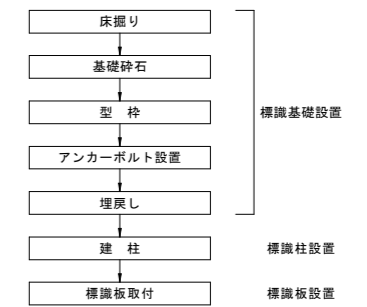 床掘り
基礎砕石
型 枠
標識基礎設置
アンカーボルト設置
埋戻し
建 柱 標識柱設置
標識板取付 標識板設置